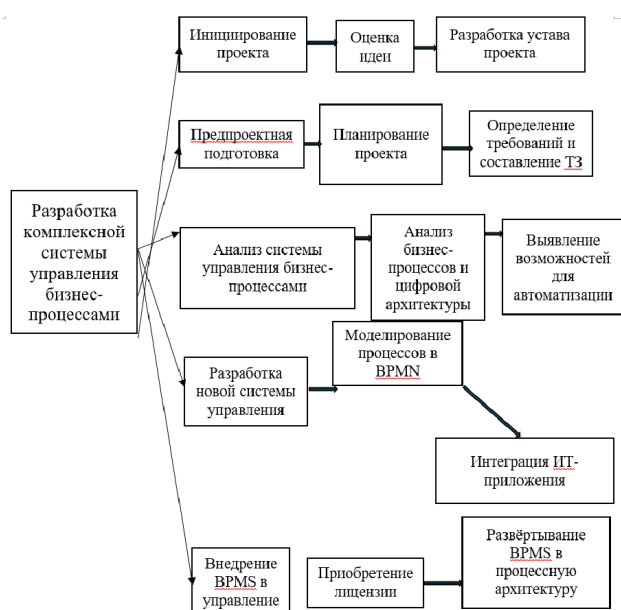 Инициирование
проекта
Оценка
идеи
Разработка устава
проекта
Предпроектная
подготовка
Планирование
проекта
Определение
требований и
составление ТЗ
Разработка
комплексной
системы
управления
бизнес-
процессами
Анализ системы
управления бизнес-
процессами
Анализ
бизнес-
процессов и
цифровой
архитектуры
Выявление
возможностей
для
автоматизации
Разработка
новой системы
управления
Моделирование
процессов в
BPMN
Интеграция ИТ-
приложения
Внедрение
BPMS в
управление
Приобретение
лицензии
Развёртывание
BPMS в
процессную
архитектуру